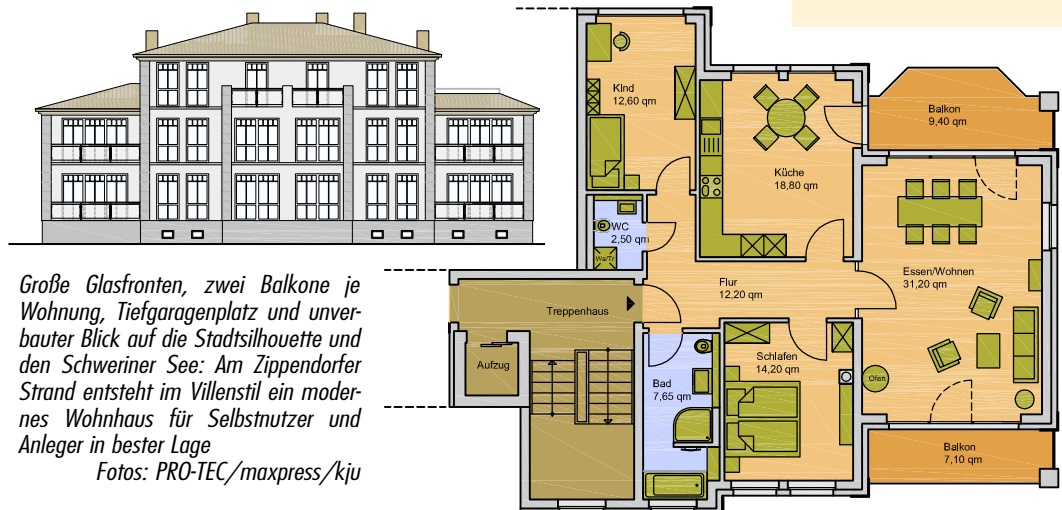 KInd
12,60 qm
Balkon
9,40 qm
Küche
18,80 qm
WC
2,50 qm
Wa/Tr
Essen/Wohnen
31,20 qm
Flur
12,20 qm
Treppenhaus
Aufzug
Schlafen
14,20 qm
Bad
7,65 qm
Ofen
Balkon
7,10 qm
Große Glasfronten, zwei Balkone je
Wohnung, Tiefgaragenplatz und unver-
bauter Blick auf die Stadtsilhouette und
den Schweriner See: Am Zippendorfer
Strand entsteht im Villenstil ein moder-
nes Wohnhaus für Selbstnutzer und
Anleger in bester Lage
Fotos: PRO-TEC/maxpress/kju